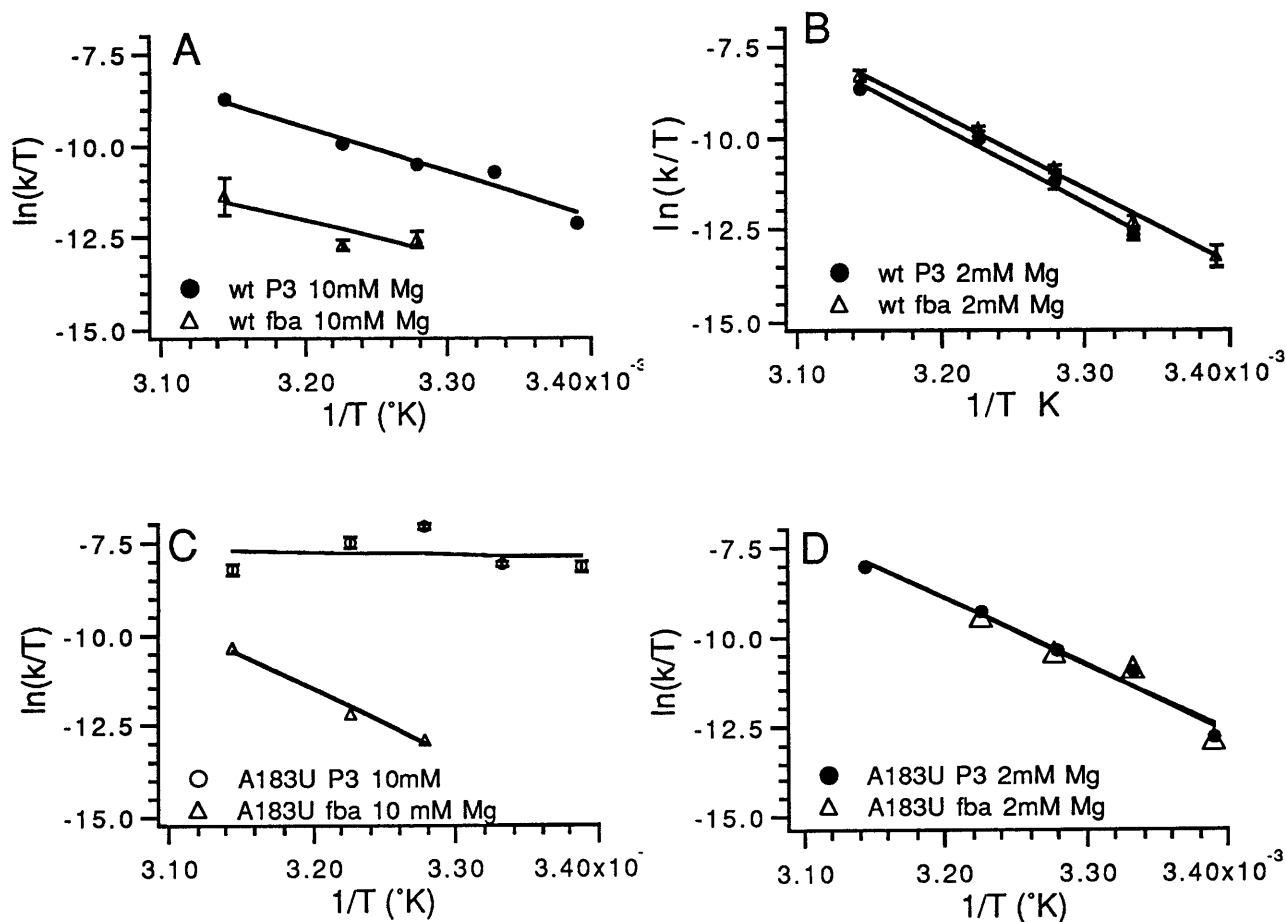 A
-7.5
-10.0
-12.5
-15.0
ln(k/T)
● wt P3 10mM Mg
△ wt fba 10mM Mg
3.10 3.20 3.30 3.40x10⁻³
1/T (°K)
B
-7.5
-10.0
-12.5
-15.0
ln(k/T)
● wt P3 2mM Mg
△ wt fba 2mM Mg
3.10 3.20 3.30 3.40x10⁻³
1/T K
C
-7.5
-10.0
-12.5
-15.0
ln(k/T)
○ A183U P3 10mM
△ A183U fba 10 mM Mg
3.10 3.20 3.30 3.40x10⁻
1/T (°K)
D
-7.5
-10.0
-12.5
-15.0
ln(k/T)
● A183U P3 2mM Mg
△ A183U fba 2mM Mg
3.10 3.20 3.30 3.40x10⁻³
1/T (°K)